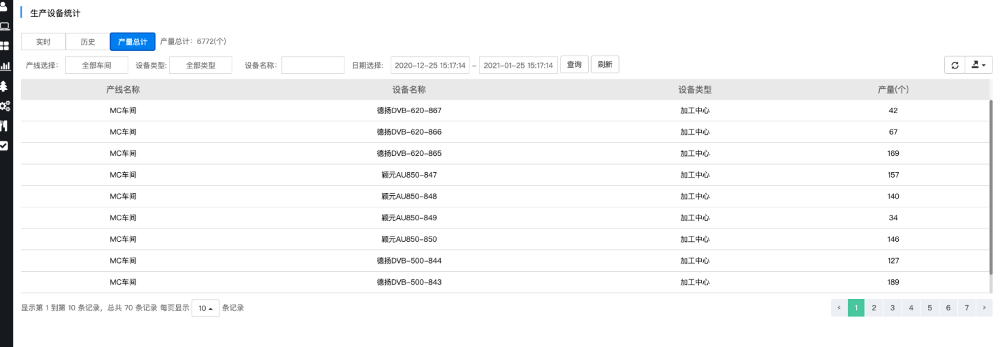 生产设备统计
实时 历史 产量总计 产量总计：6772(个)
产线选择： 全部车间 设备类型: 全部类型 设备名称： 日期选择: 2020-12-25 15:17:14 - 2021-01-25 15:17:14 查询 刷新
产线名称 设备名称 设备类型 产量(个)
MC车间 德扬DVB-620-867 加工中心 42
MC车间 德扬DVB-620-866 加工中心 67
MC车间 德扬DVB-620-865 加工中心 169
MC车间 颖元AU850-847 加工中心 157
MC车间 颖元AU850-848 加工中心 140
MC车间 颖元AU850-849 加工中心 34
MC车间 颖元AU850-850 加工中心 146
MC车间 德扬DVB-500-844 加工中心 127
MC车间 德扬DVB-500-843 加工中心 189
显示第 1 到第 10 条记录，总共 70 条记录 每页显示 10 条记录 ‹ 1 2 3 4 5 6 7 ›